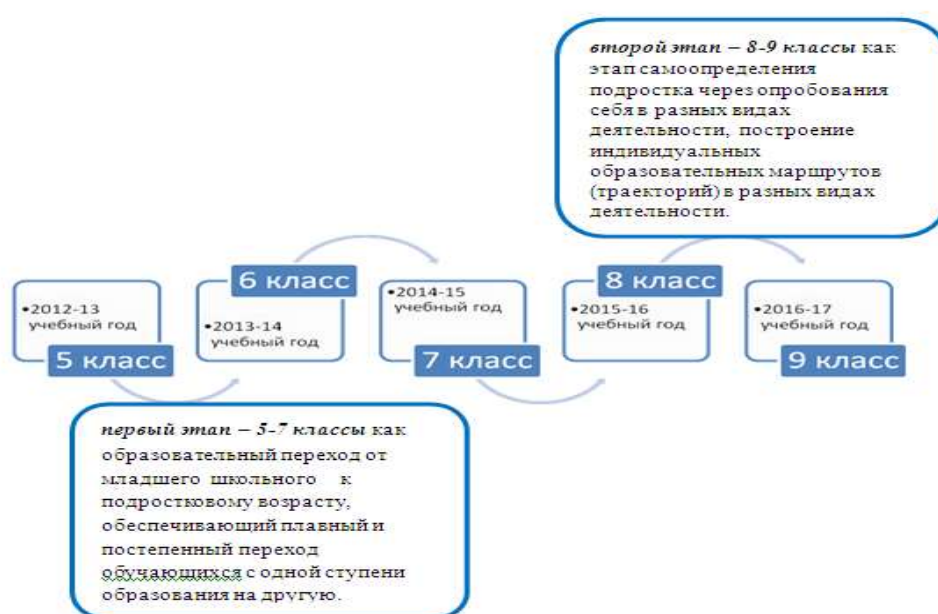 второй этап – 8-9 классы как
этап самоопределения
подростка через опробования
себя в разных видах
деятельности, построение
индивидуальных
образовательных маршрутов
(траекторий) в разных видах
деятельности.
•2012-13
учебный год
5 класс
6 класс
•2013-14
учебный год
•2014-15
учебный год
7 класс
8 класс
•2015-16
учебный год
•2016-17
учебный год
9 класс
первый этап – 5-7 классы как
образовательный переход от
младшего школьного к
подростковому возрасту,
обеспечивающий плавный и
постепенный переход
обучающихся с одной ступени
образования на другую.